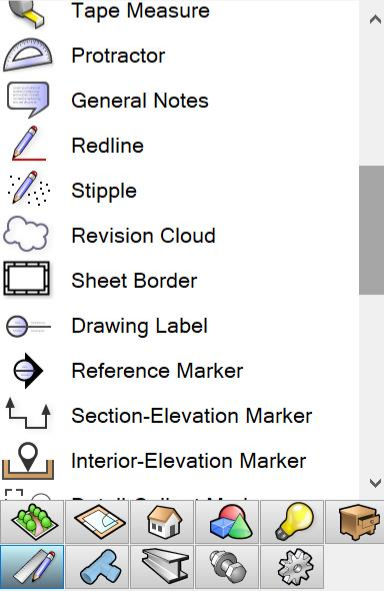 Tape Measure
Protractor
General Notes
Redline
Stipple
Revision Cloud
Sheet Border
Drawing Label
Reference Marker
Section-Elevation Marker
Interior-Elevation Marker